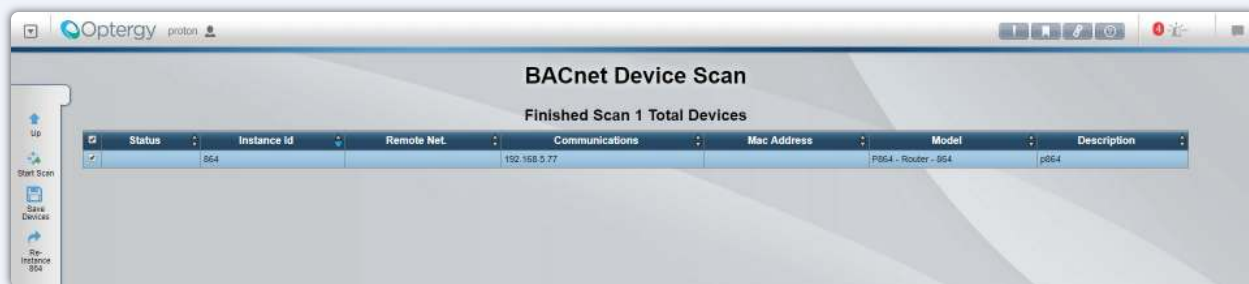 Optergy proton
4
BACnet Device Scan
Finished Scan 1 Total Devices
Up
Start Scan
Save
Devices
Re-
Instance
864
Status Instance Id Remote Net. Communications Mac Address Model Description
864 192.168.5.77 P864 - Router - 864 p864